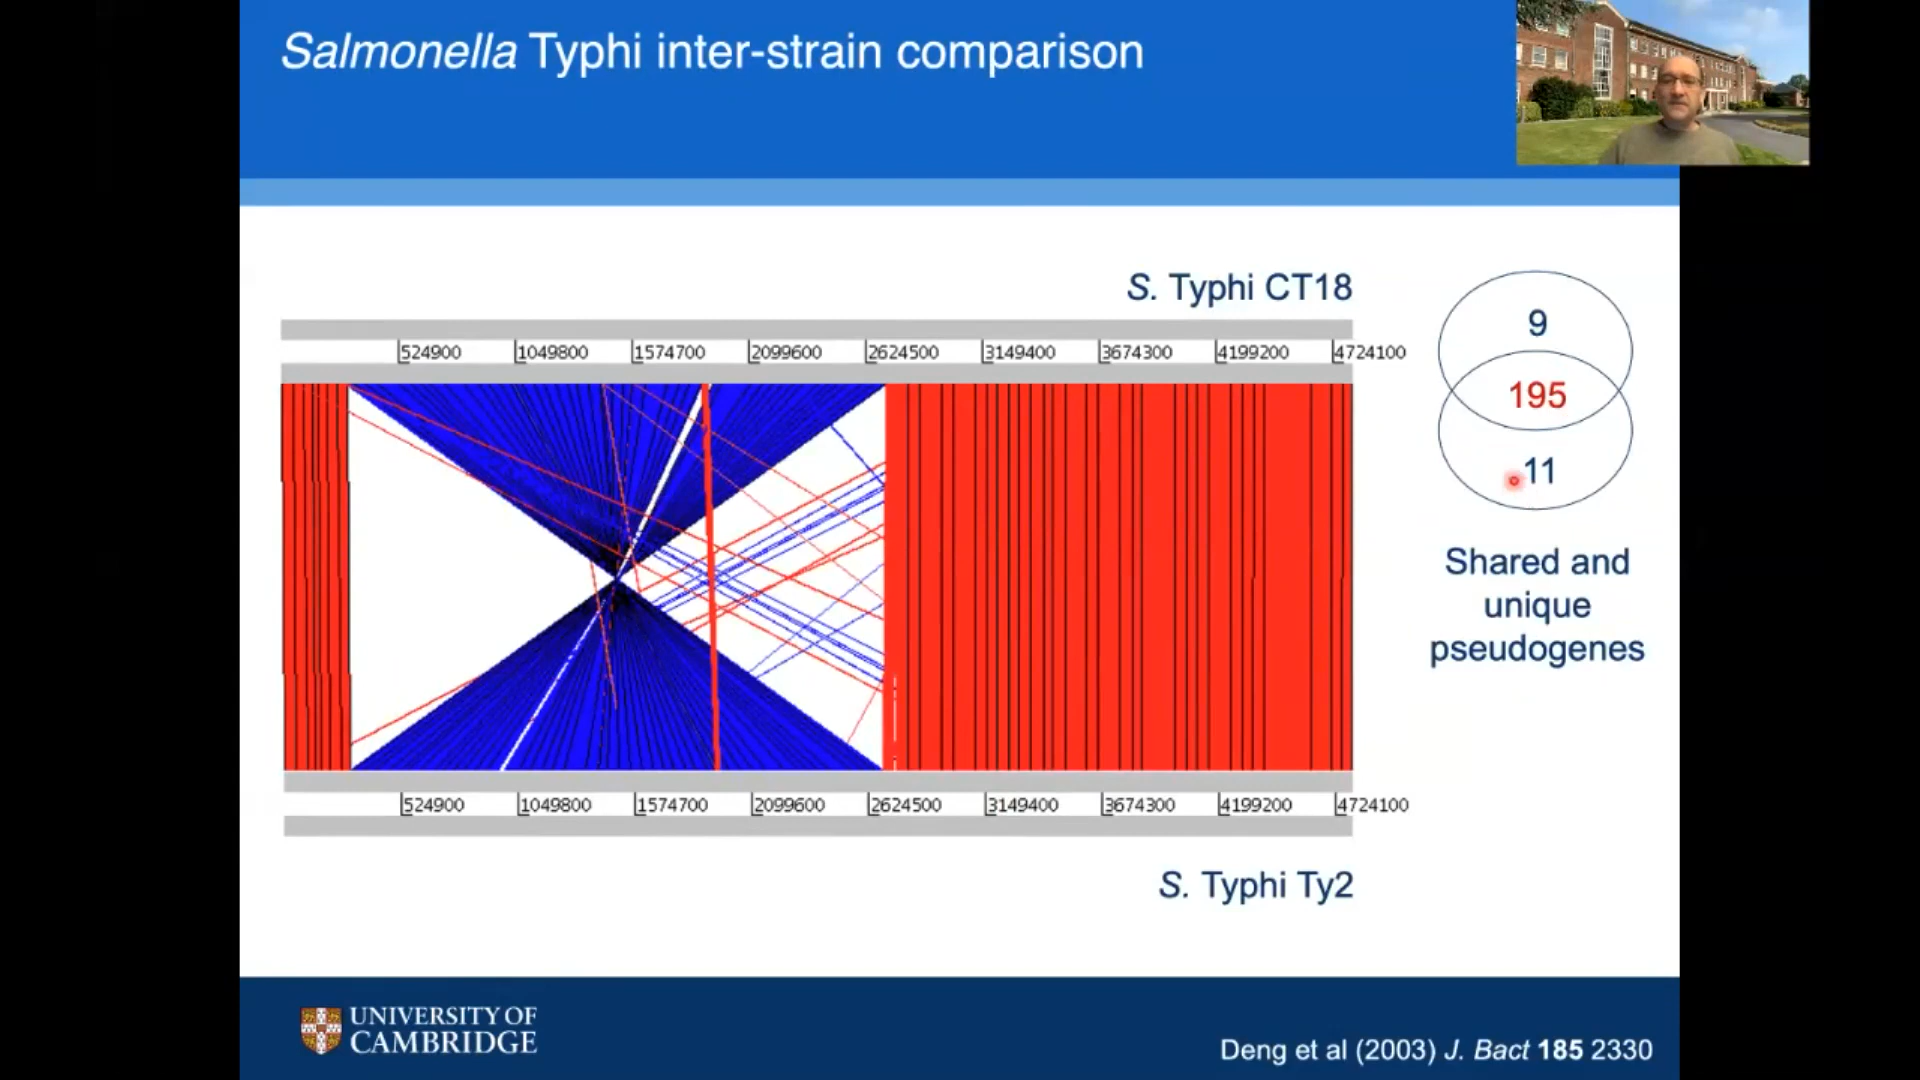 Salmonella Typhi inter-strain comparison
S. Typhi CT18
524900 1049800 1574700 2099600 2624500 3149400 3674300 4199200 4724100
9
195
11
Shared and
unique
pseudogenes
524900 1049800 1574700 2099600 2624500 3149400 3674300 4199200 4724100
S. Typhi Ty2
UNIVERSITY OF
CAMBRIDGE
Deng et al (2003) J. Bact 185 2330